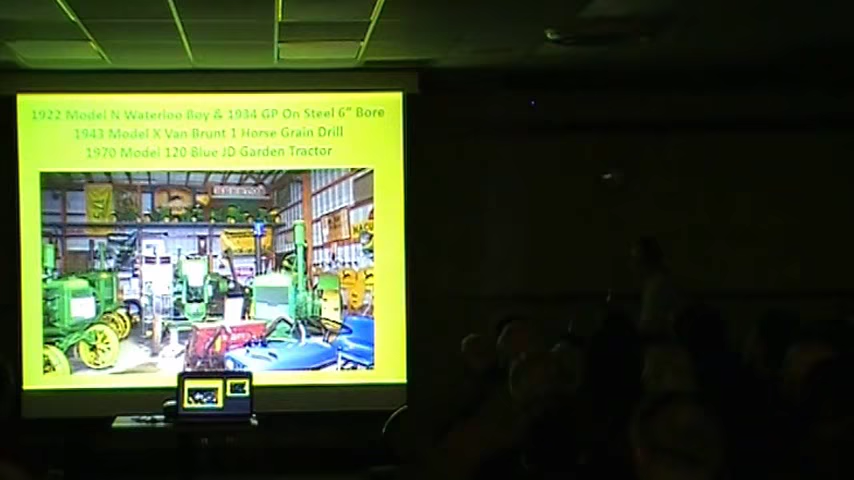 1922 Model N Waterloo Boy & 1934 GP On Steel 6" Bore
1943 Model X Van Brunt 1 Horse Grain Drill
1970 Model 120 Blue JD Garden Tractor